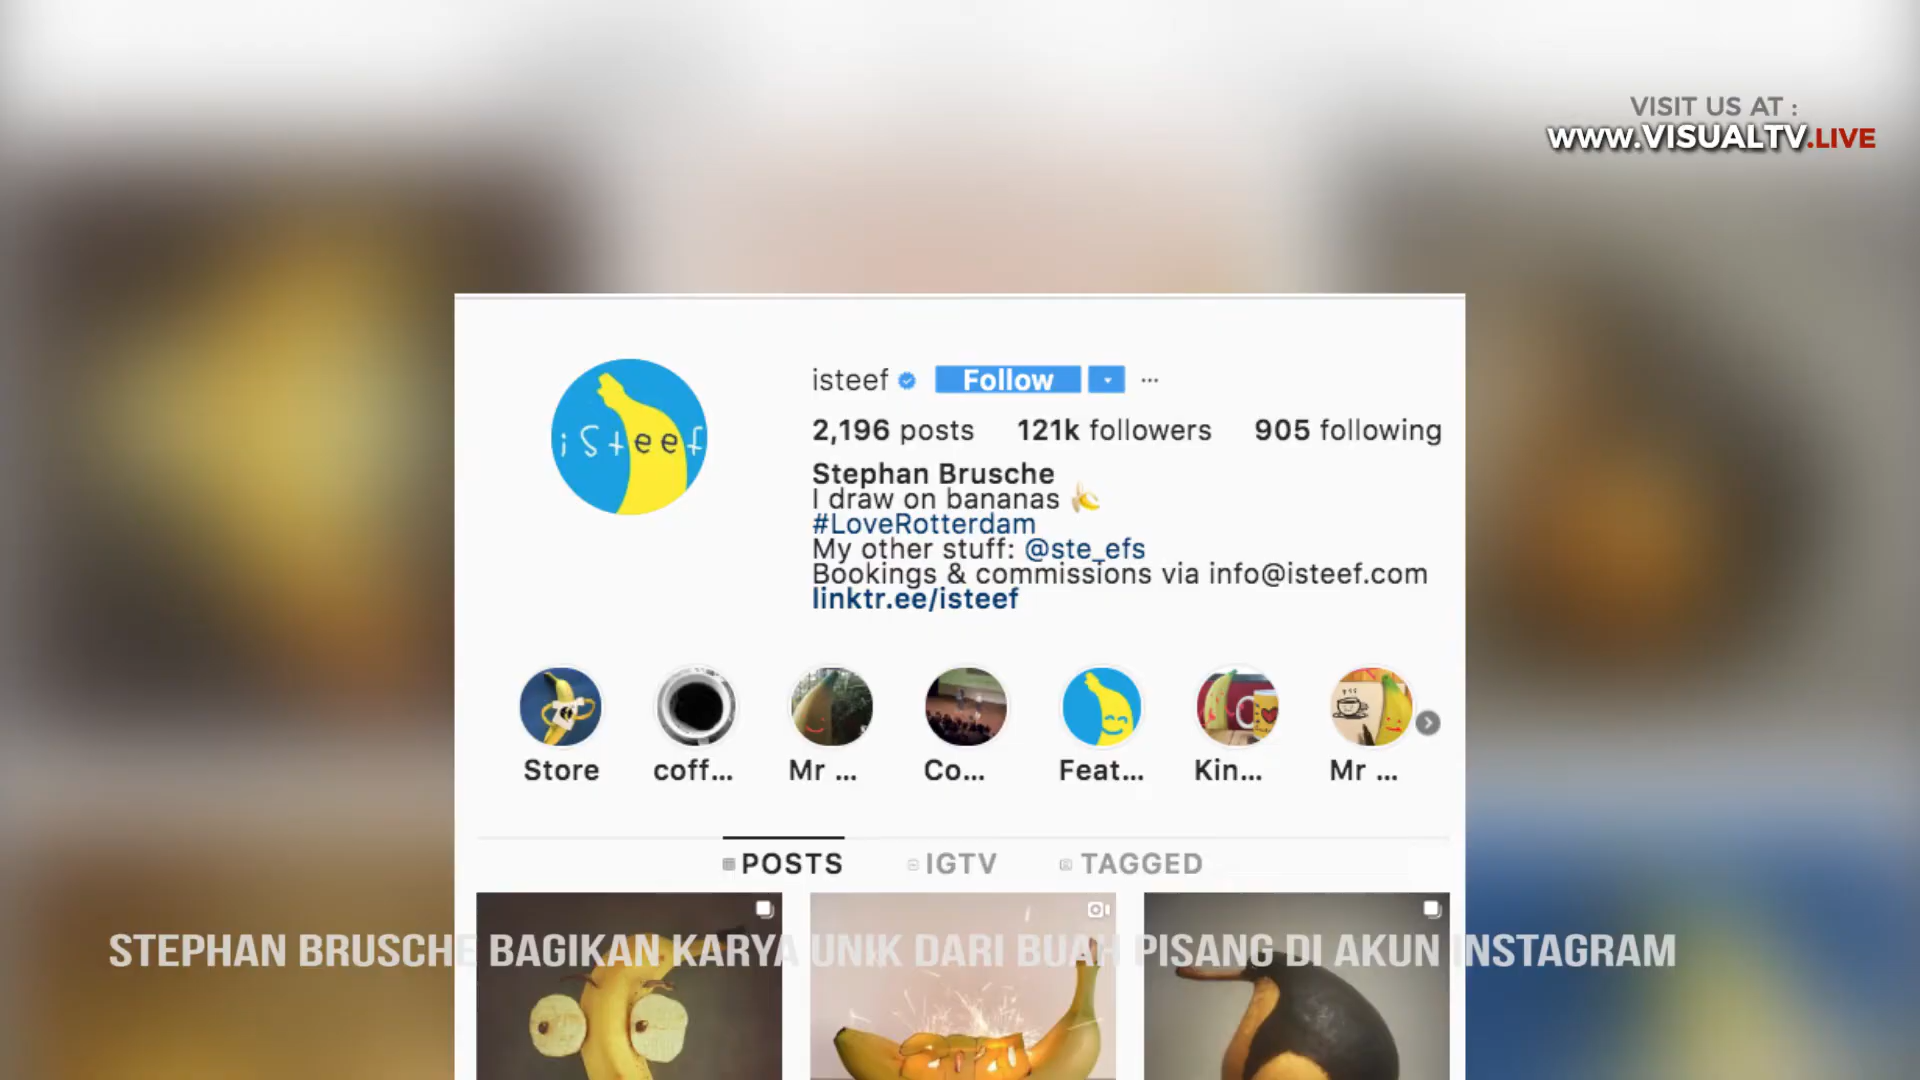 VISIT US AT :
WWW.VISUALTV.LIVE
isteef
isteef Follow ...
2,196 posts 121k followers 905 following
Stephan Brusche
I draw on bananas
#LoveRotterdam
My other stuff: @ste_efs
Bookings & commissions via info@isteef.com
linktr.ee/isteef
Store coff... Mr ... Co... Feat... Kin... Mr ...
POSTS IGTV TAGGED
STEPHAN BRUSCHE BAGIKAN KARYA UNIK DARI BUAH PISANG DI AKUN INSTAGRAM